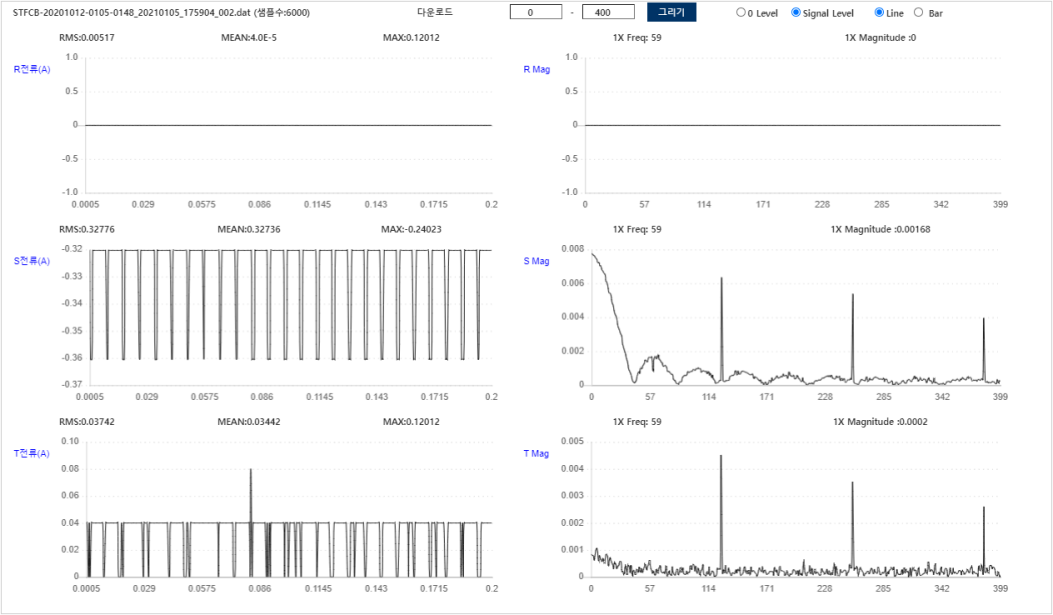 STFCB-20201012-0105-0148_20210105_175904_002.dat (샘플수:6000) 다운로드 0 - 400 그리기 0 Level Signal Level Line Bar
RMS:0.00517 MEAN:4.0E-5 MAX:0.12012 1X Freq: 59 1X Magnitude :0
R전류(A) R Mag
1.0 1.0
0.5 0.5
0 0
-0.5 -0.5
-1.0 -1.0
0.0005 0.029 0.0575 0.086 0.1145 0.143 0.1715 0.2 0 57 114 171 228 285 342 399
RMS:0.32776 MEAN:0.32736 MAX:-0.24023 1X Freq: 59 1X Magnitude :0.00168
S전류(A) S Mag
-0.32 0.008
-0.33 0.006
-0.34 0.004
-0.35 0.002
-0.36 0
-0.37
0.0005 0.029 0.0575 0.086 0.1145 0.143 0.1715 0.2 0 57 114 171 228 285 342 399
RMS:0.03742 MEAN:0.03442 MAX:0.12012 1X Freq: 59 1X Magnitude :0.0002
T전류(A) T Mag
0.10 0.005
0.08 0.004
0.06 0.003
0.04 0.002
0.02 0.001
0 0
0.0005 0.029 0.0575 0.086 0.1145 0.143 0.1715 0.2 0 57 114 171 228 285 342 399